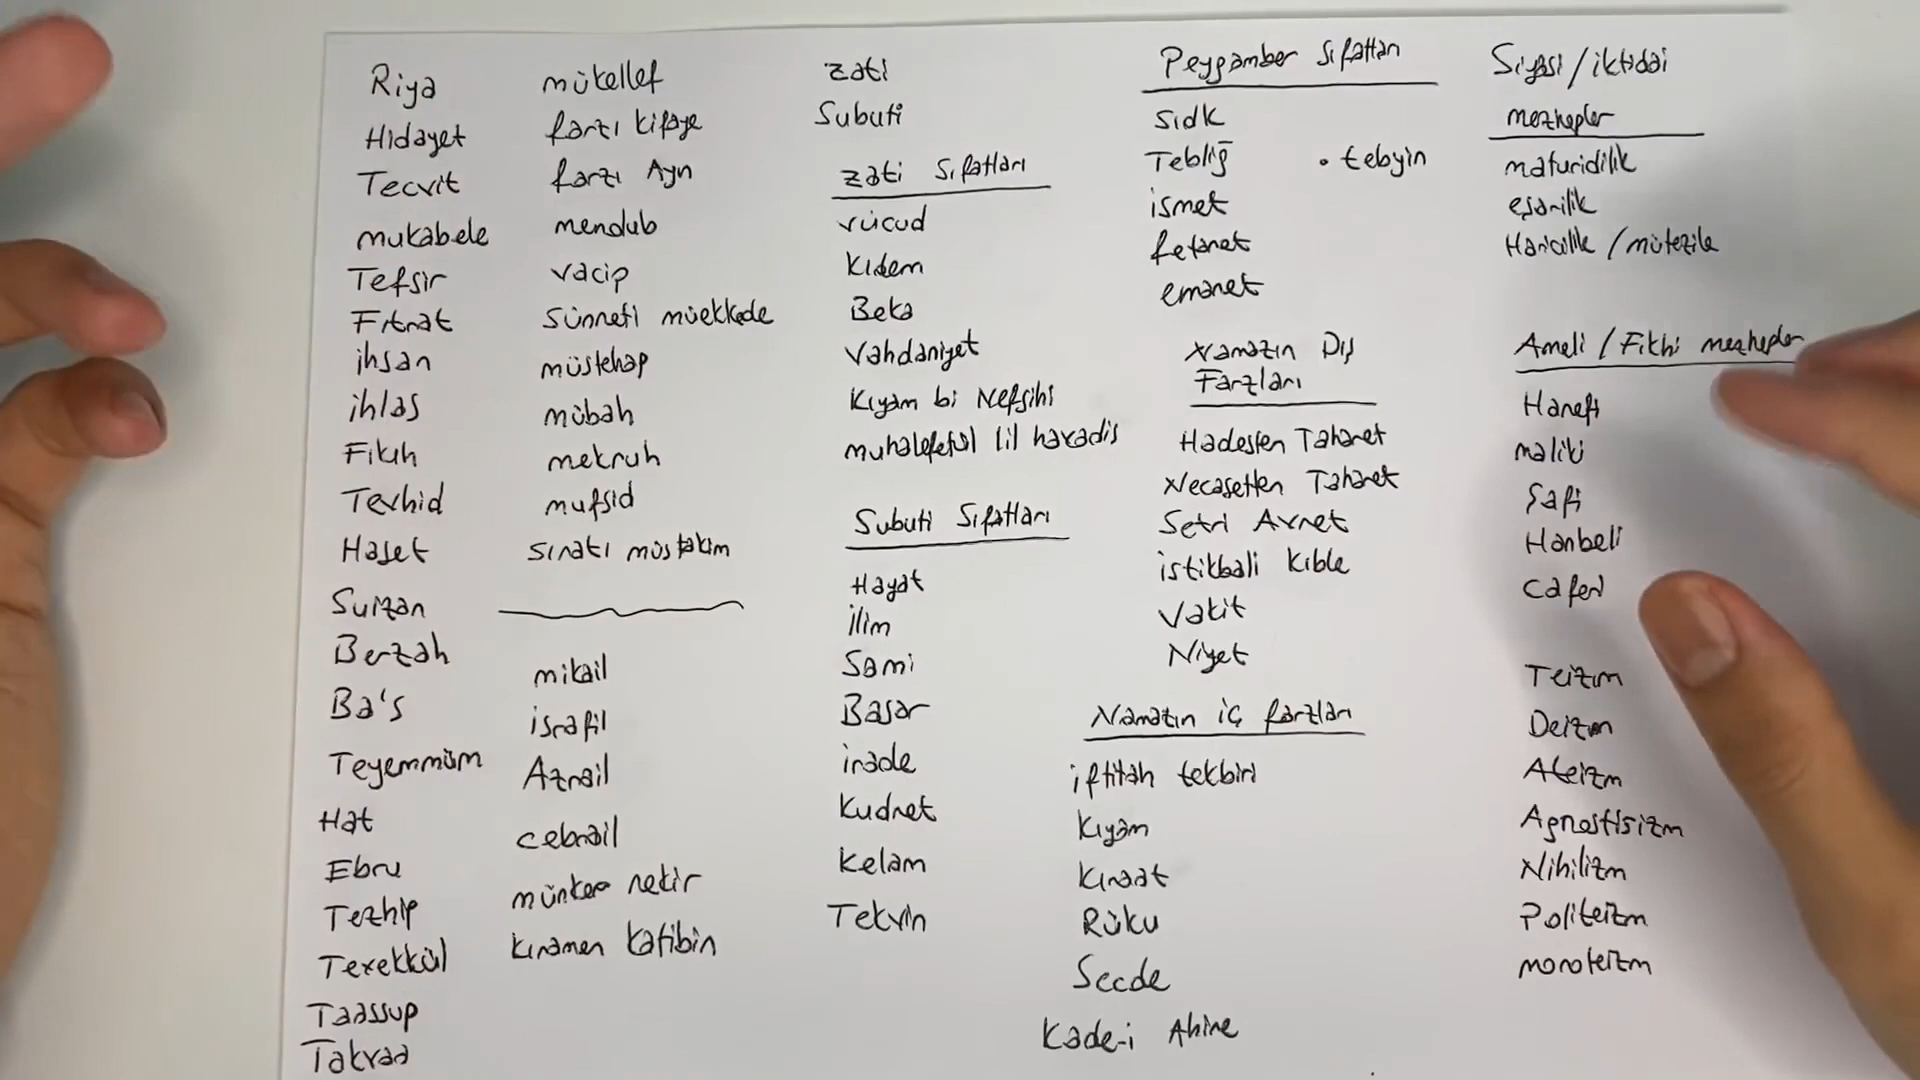 Riya
Hidayet
Tecvit
mukabele
Tefsir
Fıtrat
ihsan
ihlas
Fıkıh
Tevhid
Haset
Suizan
Berzah
Ba's
Teyemmüm
Hat
Ebru
Tezhip
Tevekkül
Taassup
Takvaa
mükellef
farzı kifaye
farzı Ayn
mendub
vacip
Sünneti müekkede
müstehap
mübah
mekruh
mufsid
sıratı müstakim
mikail
israfil
Azrail
cebrail
münker nekir
kiramen katibin
zati
Subuti
zati Sıfatları
vücud
Kıdem
Beka
Vahdaniyet
Kıyam bi Nefsihi
muhalefetül lil havadis
Subuti Sıfatları
Hayat
ilim
Sami
Basar
irade
Kudret
Kelam
Tekvin
Peygamber Sıfatları
Sıdk
Tebliğ • tebyin
ismet
fetanet
emanet
Namazın Dış
Farzları
Hadesten Taharet
Necasetten Taharet
Setri Avret
istikbali Kıble
Vakit
Niyet
Namazın iç farzları
iftitah tekbiri
Kıyam
Kıraat
Rüku
Secde
Kade-i Ahire
Siyasi / iktidai
mezhepler
maturidilik
eşarilik
Haricilik / mütezile
Ameli / Fıkhi mezhepler
Hanefi
maliki
Şafi
Hanbeli
Caferi
Teizm
Deizm
Ateizm
Agnostisizm
Nihilizm
Politeizm
monoteizm